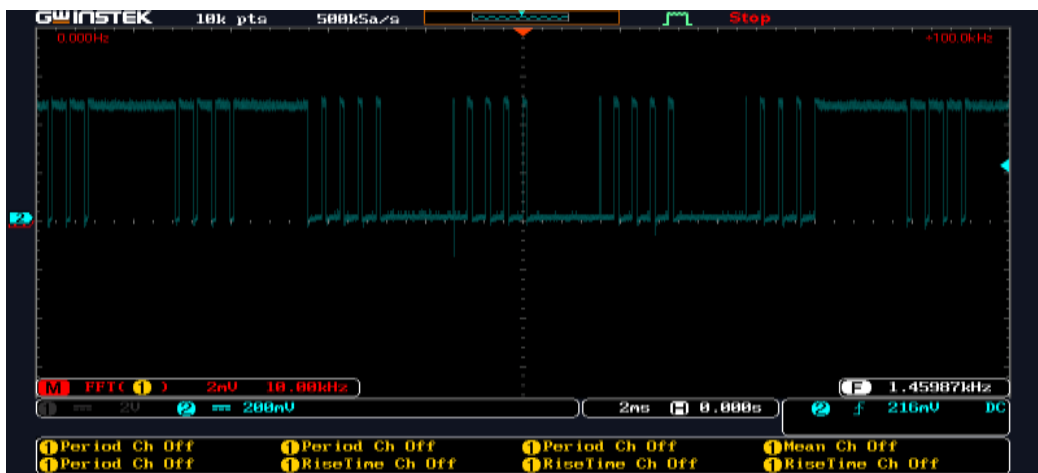 GWINSTEK 10k pts 500kSa/s Stop
0.000Hz +100.0kHz
2
M FFT( 1 ) 2mV 10.00kHz F 1.45987kHz
1 2V 2 200mV 2ms H 0.000s 2 216mV DC
1 Period Ch Off 1 Period Ch Off 1 Period Ch Off 1 Mean Ch Off
1 Period Ch Off 1 RiseTime Ch Off 1 RiseTime Ch Off 1 RiseTime Ch Off